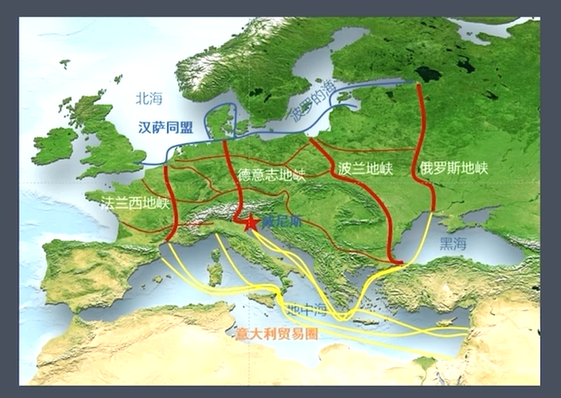 北海
波罗的海
汉萨同盟
波兰地峡
俄罗斯地峡
德意志地峡
法兰西地峡
威尼斯
黑海
地中海
意大利贸易圈